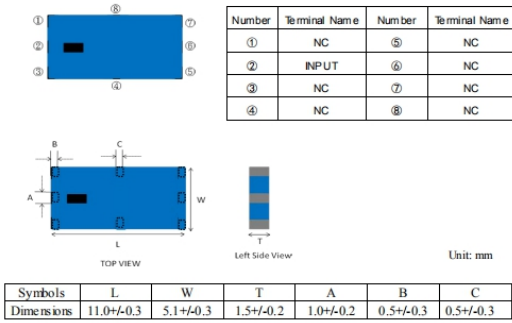 ⑧
① ⑦
② ⑥
③ ⑤
④
Number Terminal Name Number Terminal Name
① NC ⑤ NC
② INPUT ⑥ NC
③ NC ⑦ NC
④ NC ⑧ NC
B C
A W
L T
TOP VIEW
Left Side View
Unit: mm
Symbols L W T A B C
Dimensions 11.0+/-0.3 5.1+/-0.3 1.5+/-0.2 1.0+/-0.2 0.5+/-0.3 0.5+/-0.3